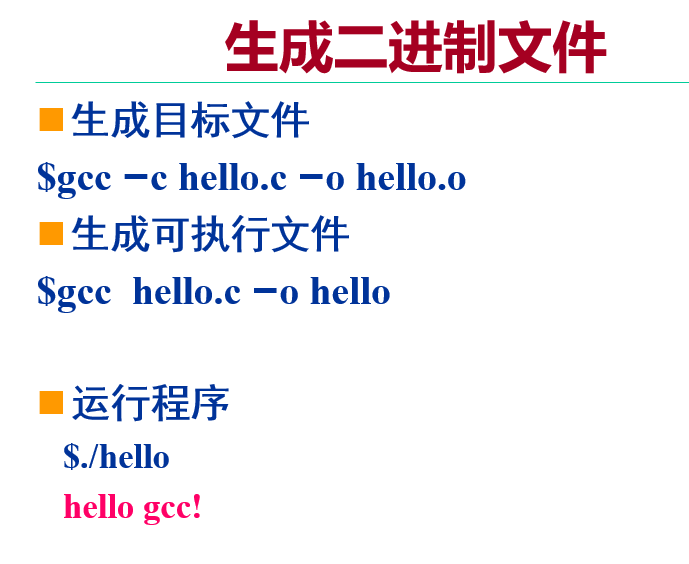 生成二进制文件
生成目标文件
$gcc –c hello.c –o hello.o
生成可执行文件
$gcc  hello.c –o hello
运行程序
$./hello
hello gcc!